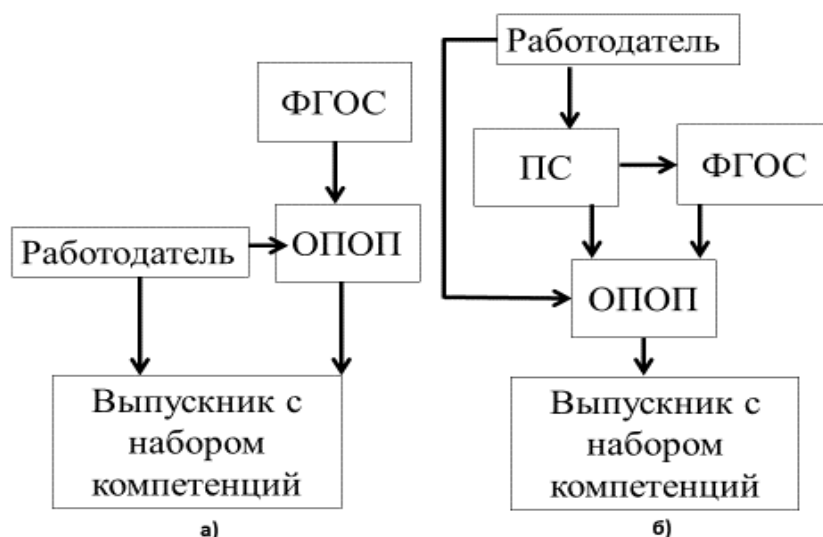 ФГОС
Работодатель
ОПОП
Выпускник с
набором
компетенций
а)
Работодатель
ПС
ФГОС
ОПОП
Выпускник с
набором
компетенций
б)